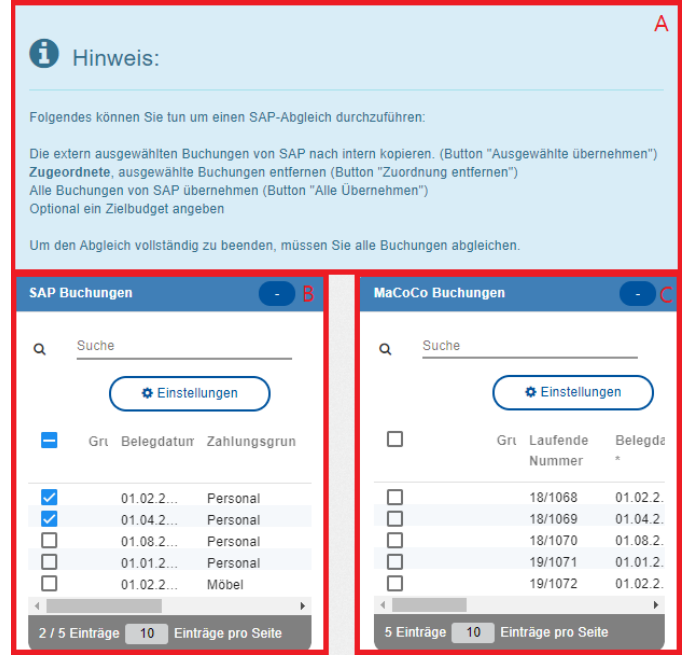 A
Hinweis:
Folgendes können Sie tun um einen SAP-Abgleich durchzuführen:
Die extern ausgewählten Buchungen von SAP nach intern kopieren. (Button "Ausgewählte übernehmen")
Zugeordnete, ausgewählte Buchungen entfernen (Button "Zuordnung entfernen")
Alle Buchungen von SAP übernehmen (Button "Alle Übernehmen")
Optional ein Zielbudget angeben
Um den Abgleich vollständig zu beenden, müssen Sie alle Buchungen abgleichen.
SAP Buchungen - B
Suche
Einstellungen
Gru Belegdatum Zahlungsgrun
01.02.2... Personal
01.04.2... Personal
01.08.2... Personal
01.01.2... Personal
01.02.2... Möbel
2 / 5 Einträge 10 Einträge pro Seite
MaCoCo Buchungen - C
Suche
Einstellungen
Gru Laufende Belegda
Nummer *
18/1068 01.02.2.
18/1069 01.04.2.
18/1070 01.08.2.
19/1071 01.01.2.
19/1072 01.02.2.
5 Einträge 10 Einträge pro Seite